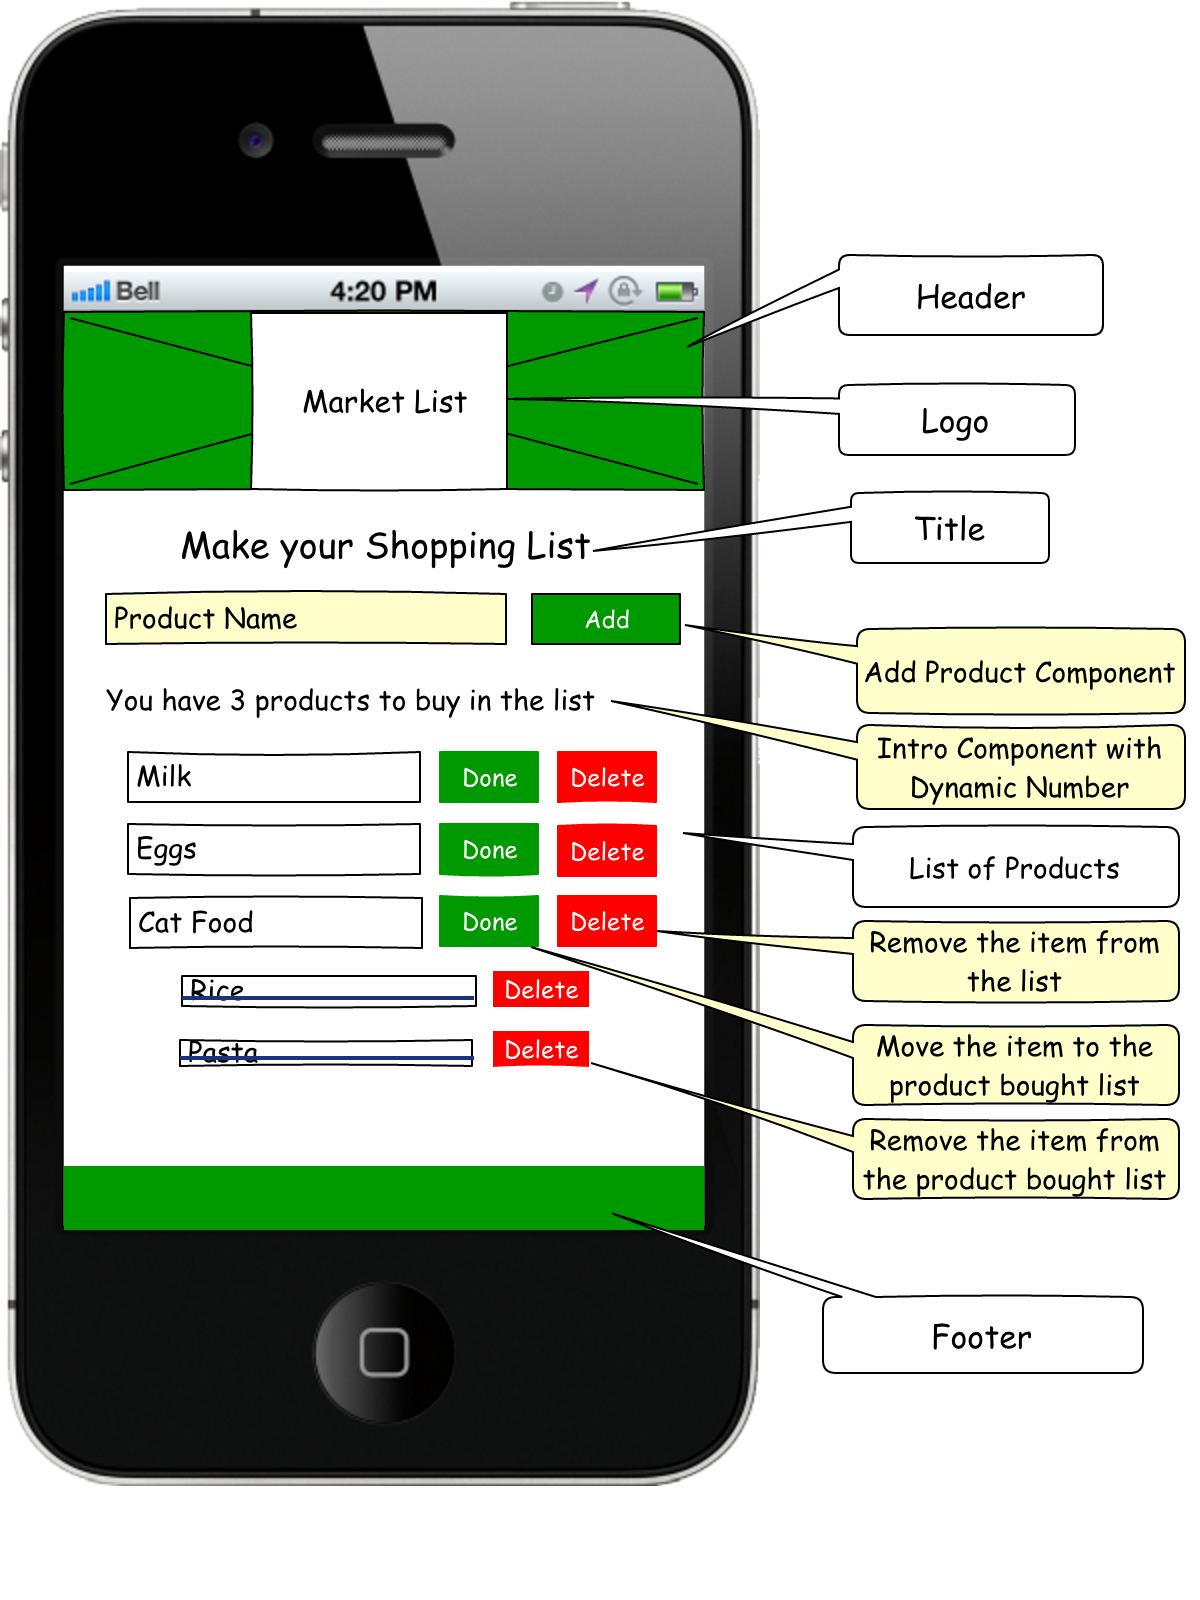 Bell 4:20 PM
Header
Market List
Logo
Title
Make your Shopping List
Product Name Add
Add Product Component
You have 3 products to buy in the list
Intro Component with
Dynamic Number
Milk Done Delete
Eggs Done Delete
List of Products
Cat Food Done Delete
Remove the item from
the list
Rice Delete
Move the item to the
product bought list
Pasta Delete
Remove the item from
the product bought list
Footer